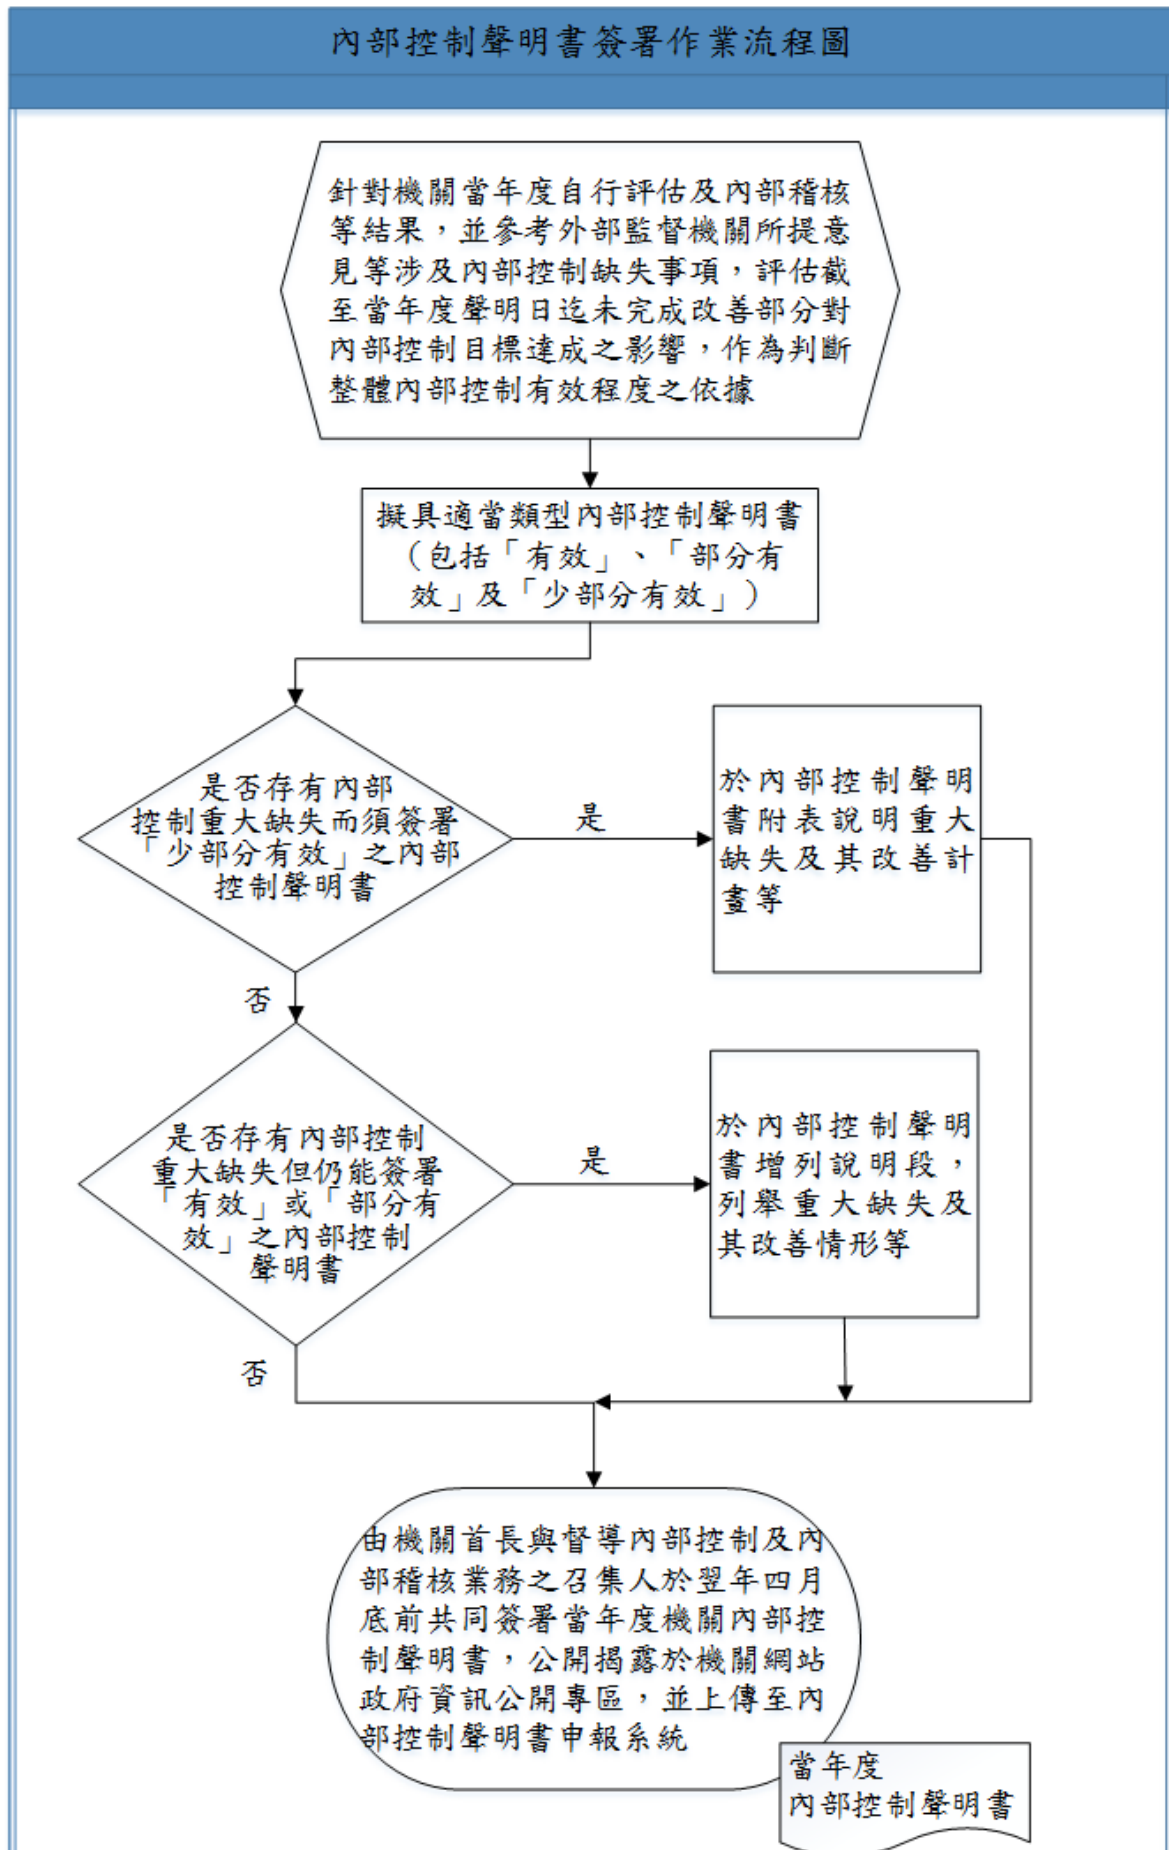 內部控制聲明書簽署作業流程圖
針對機關當年度自行評估及內部稽核
等結果，並參考外部監督機關所提意
見等涉及內部控制缺失事項，評估截
至當年度聲明日迄未完成改善部分對
內部控制目標達成之影響，作為判斷
整體內部控制有效程度之依據
擬具適當類型內部控制聲明書
（包括「有效」、「部分有
效」及「少部分有效」）
是否存有內部
控制重大缺失而須簽署
「少部分有效」之內部
控制聲明書
是
於內部控制聲明
書附表說明重大
缺失及其改善計
畫等
否
是否存有內部控制
重大缺失但仍能簽署
「有效」或「部分有
效」之內部控制
聲明書
是
於內部控制聲明
書增列說明段，
列舉重大缺失及
其改善情形等
否
由機關首長與督導內部控制及內
部稽核業務之召集人於翌年四月
底前共同簽署當年度機關內部控
制聲明書，公開揭露於機關網站
政府資訊公開專區，並上傳至內
部控制聲明書申報系統
當年度
內部控制聲明書